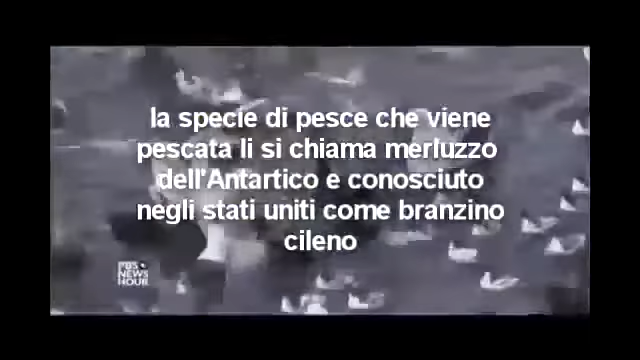 la specie di pesce che viene
pescata li si chiama merluzzo
dell'Antartico e conosciuto
negli stati uniti come branzino
cileno
PBS
NEWS
HOUR